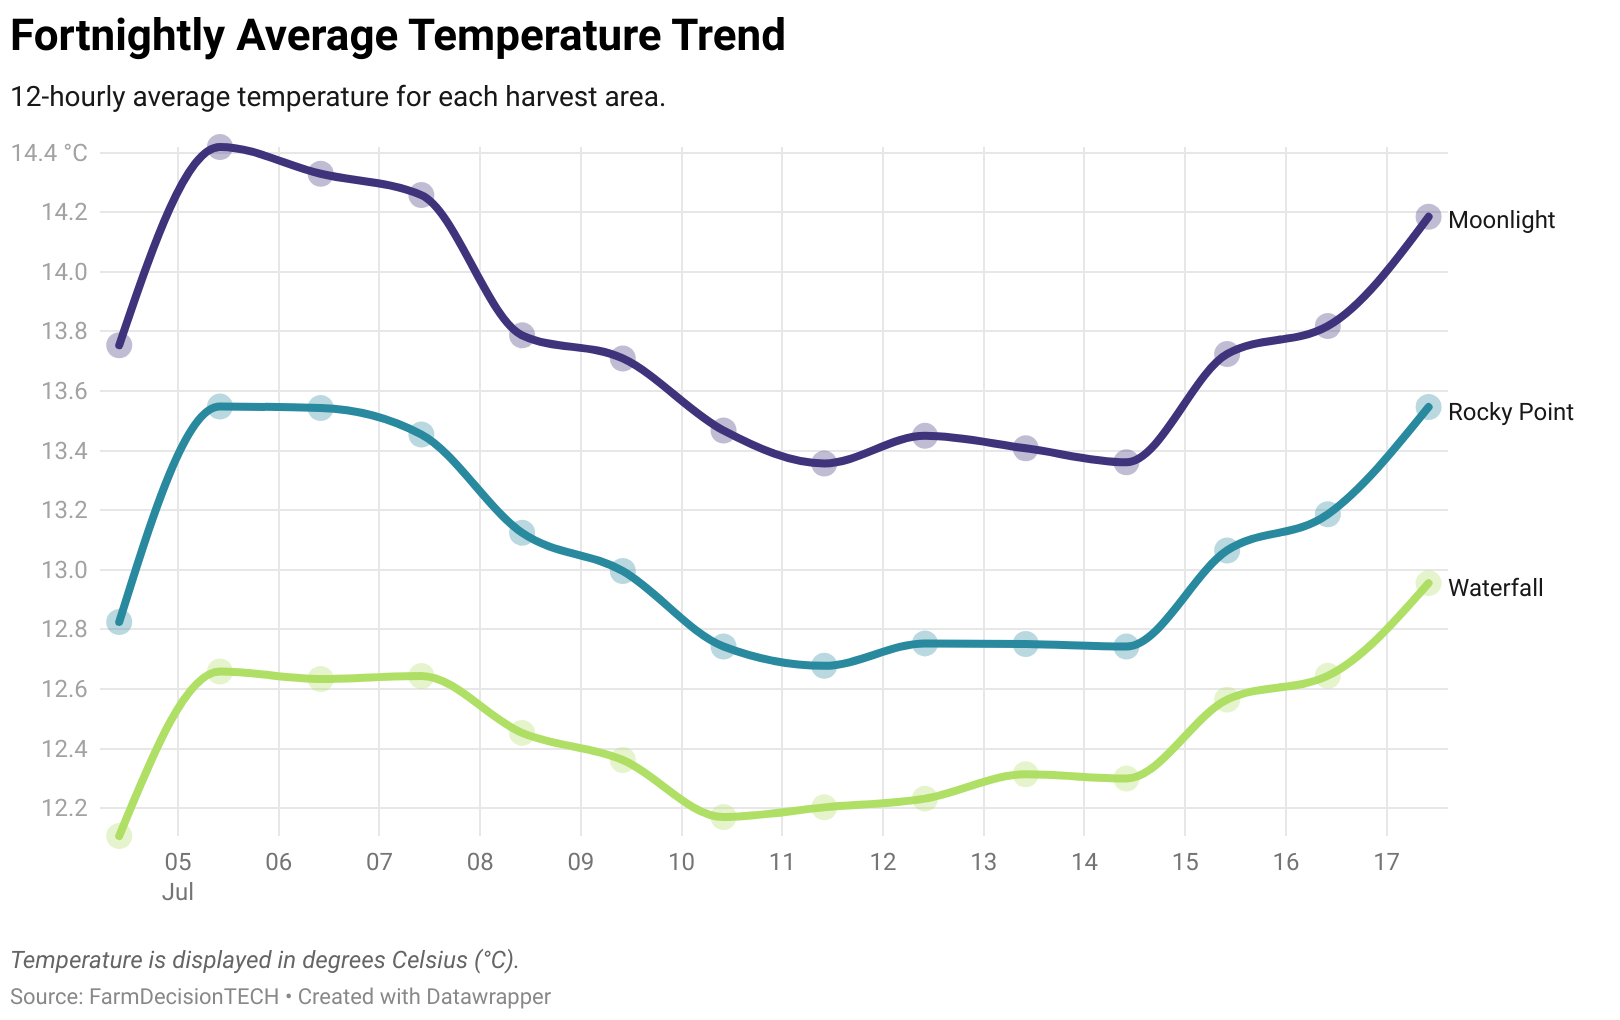 Fortnightly Average Temperature Trend
12-hourly average temperature for each harvest area.
14.4 °C
14.2
14.0
13.8
13.6
13.4
13.2
13.0
12.8
12.6
12.4
12.2
Moonlight
Rocky Point
Waterfall
05 06 07 08 09 10 11 12 13 14 15 16 17
Jul
Temperature is displayed in degrees Celsius (°C).
Source: FarmDecisionTECH • Created with Datawrapper